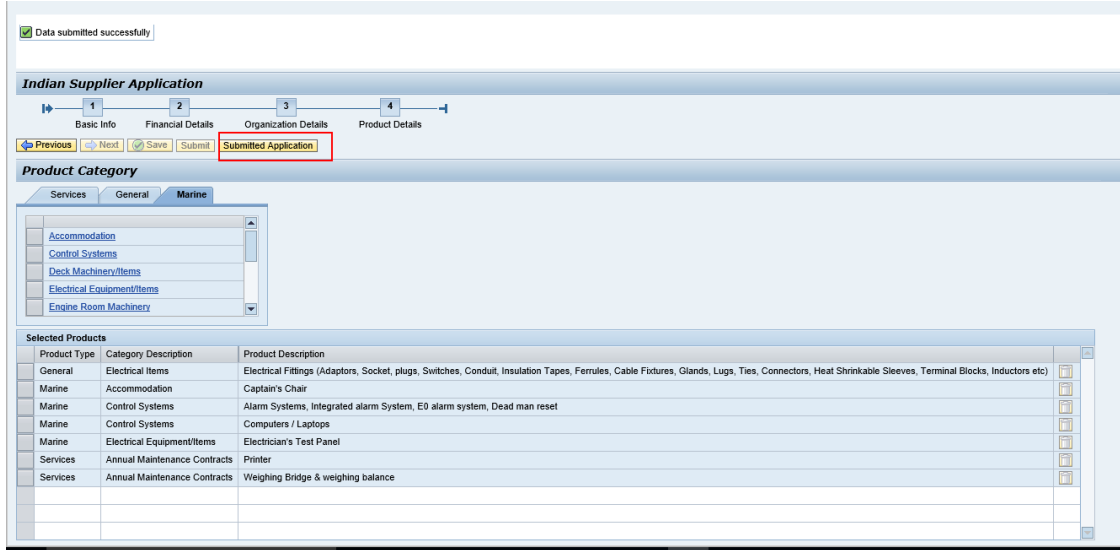 Data submitted successfully
Indian Supplier Application
1 2 3 4
Basic Info Financial Details Organization Details Product Details
Previous Next Save Submit Submitted Application
Product Category
Services General Marine
Accommodation
Control Systems
Deck Machinery/Items
Electrical Equipment/Items
Engine Room Machinery
Selected Products
Product Type Category Description Product Description
General Electrical Items Electrical Fittings (Adaptors, Socket, plugs, Switches, Conduit, Insulation Tapes, Ferrules, Cable Fixtures, Glands, Lugs, Ties, Connectors, Heat Shrinkable Sleeves, Terminal Blocks, Inductors etc)
Marine Accommodation Captain's Chair
Marine Control Systems Alarm Systems, Integrated alarm System, E0 alarm system, Dead man reset
Marine Control Systems Computers / Laptops
Marine Electrical Equipment/Items Electrician's Test Panel
Services Annual Maintenance Contracts Printer
Services Annual Maintenance Contracts Weighing Bridge & weighing balance